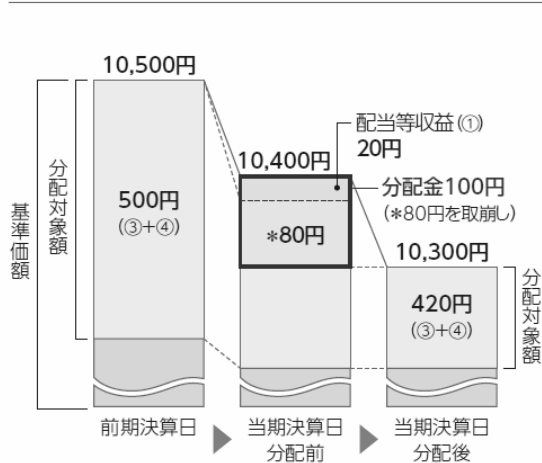 10,500円
配当等収益(①)
20円
10,400円
分配金100円
(*80円を取崩し)
基準価額
分配対象額
500円
(③+④)
*80円
10,300円
420円
(③+④)
分配対象額
前期決算日
当期決算日
分配前
当期決算日
分配後